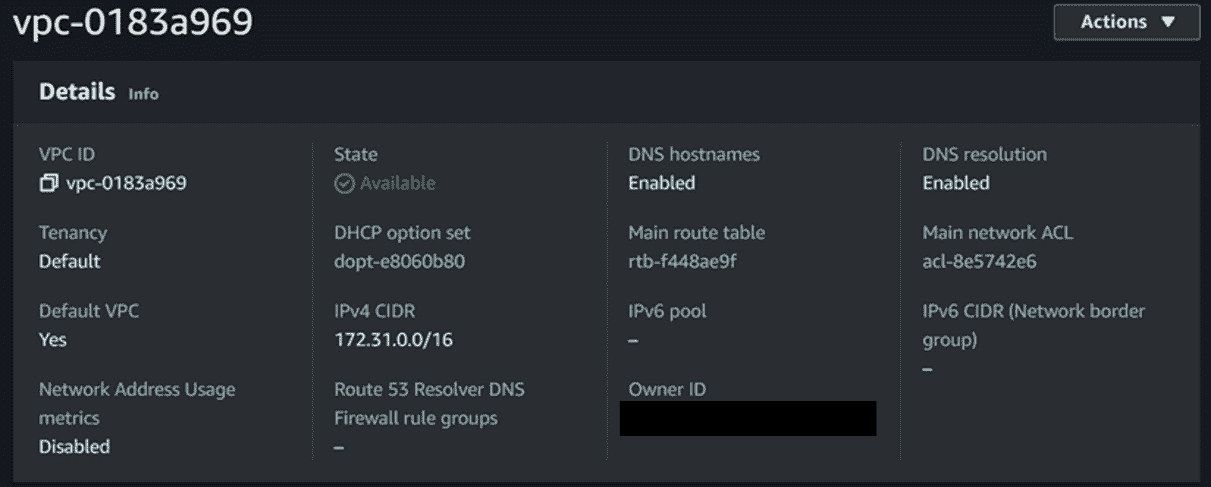 vpc-0183a969
Actions ▼
Details Info
VPC ID
vpc-0183a969
State
Available
DNS hostnames
Enabled
DNS resolution
Enabled
Tenancy
Default
DHCP option set
dopt-e8060b80
Main route table
rtb-f448ae9f
Main network ACL
acl-8e5742e6
Default VPC
Yes
IPv4 CIDR
172.31.0.0/16
IPv6 pool
–
IPv6 CIDR (Network border
group)
–
Network Address Usage
metrics
Disabled
Route 53 Resolver DNS
Firewall rule groups
–
Owner ID